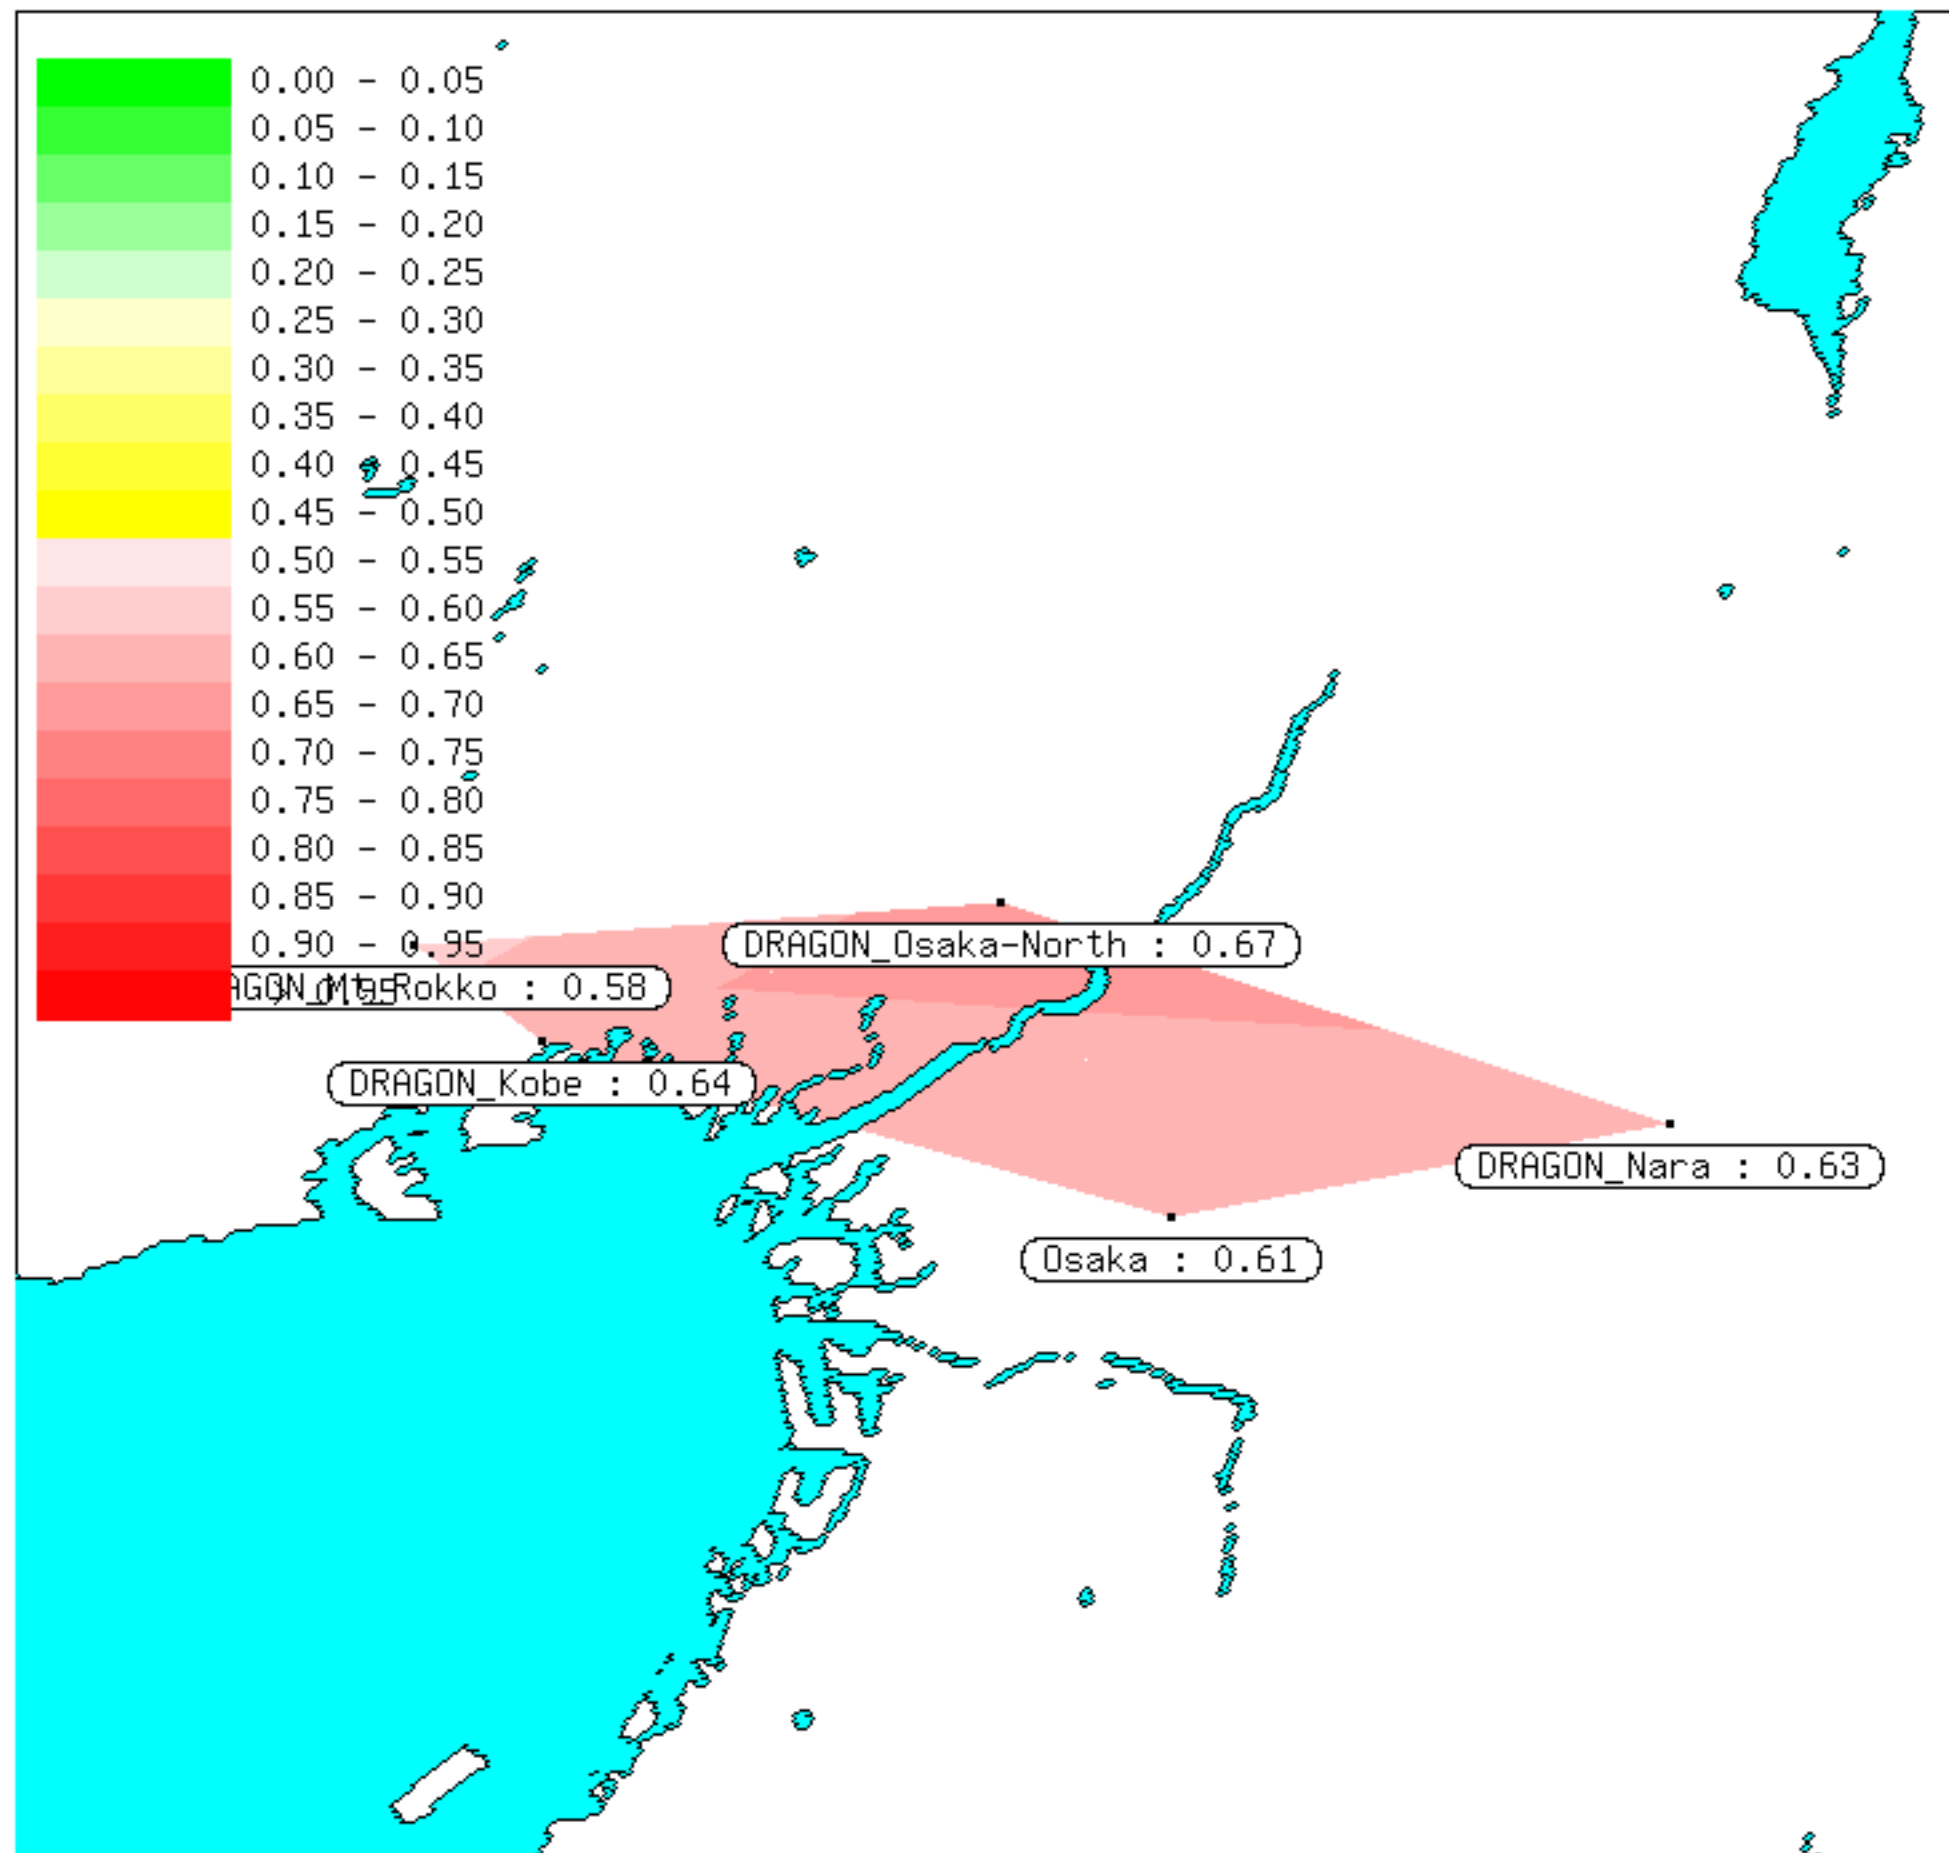 0.00 - 0.05
0.05 - 0.10
0.10 - 0.15
0.15 - 0.20
0.20 - 0.25
0.25 - 0.30
0.30 - 0.35
0.35 - 0.40
0.40 - 0.45
0.45 - 0.50
0.50 - 0.55
0.55 - 0.60
0.60 - 0.65
0.65 - 0.70
0.70 - 0.75
0.75 - 0.80
0.80 - 0.85
0.85 - 0.90
0.90 - 0.95
> 0.95
DRAGON_Osaka-North : 0.67
AGON_Mt_Rokko : 0.58
DRAGON_Kobe : 0.64
DRAGON_Nara : 0.63
Osaka : 0.61